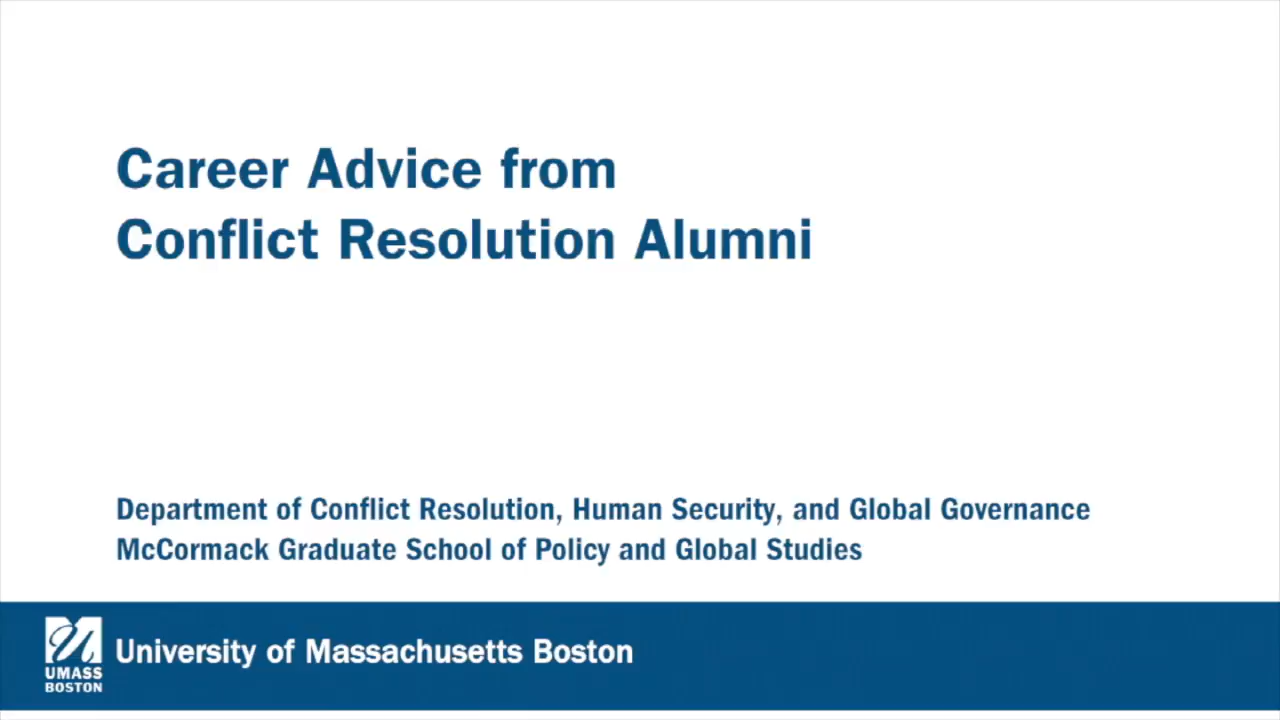 Career Advice from
Conflict Resolution Alumni
Department of Conflict Resolution, Human Security, and Global Governance
McCormack Graduate School of Policy and Global Studies
University of Massachusetts Boston
UMASS
BOSTON